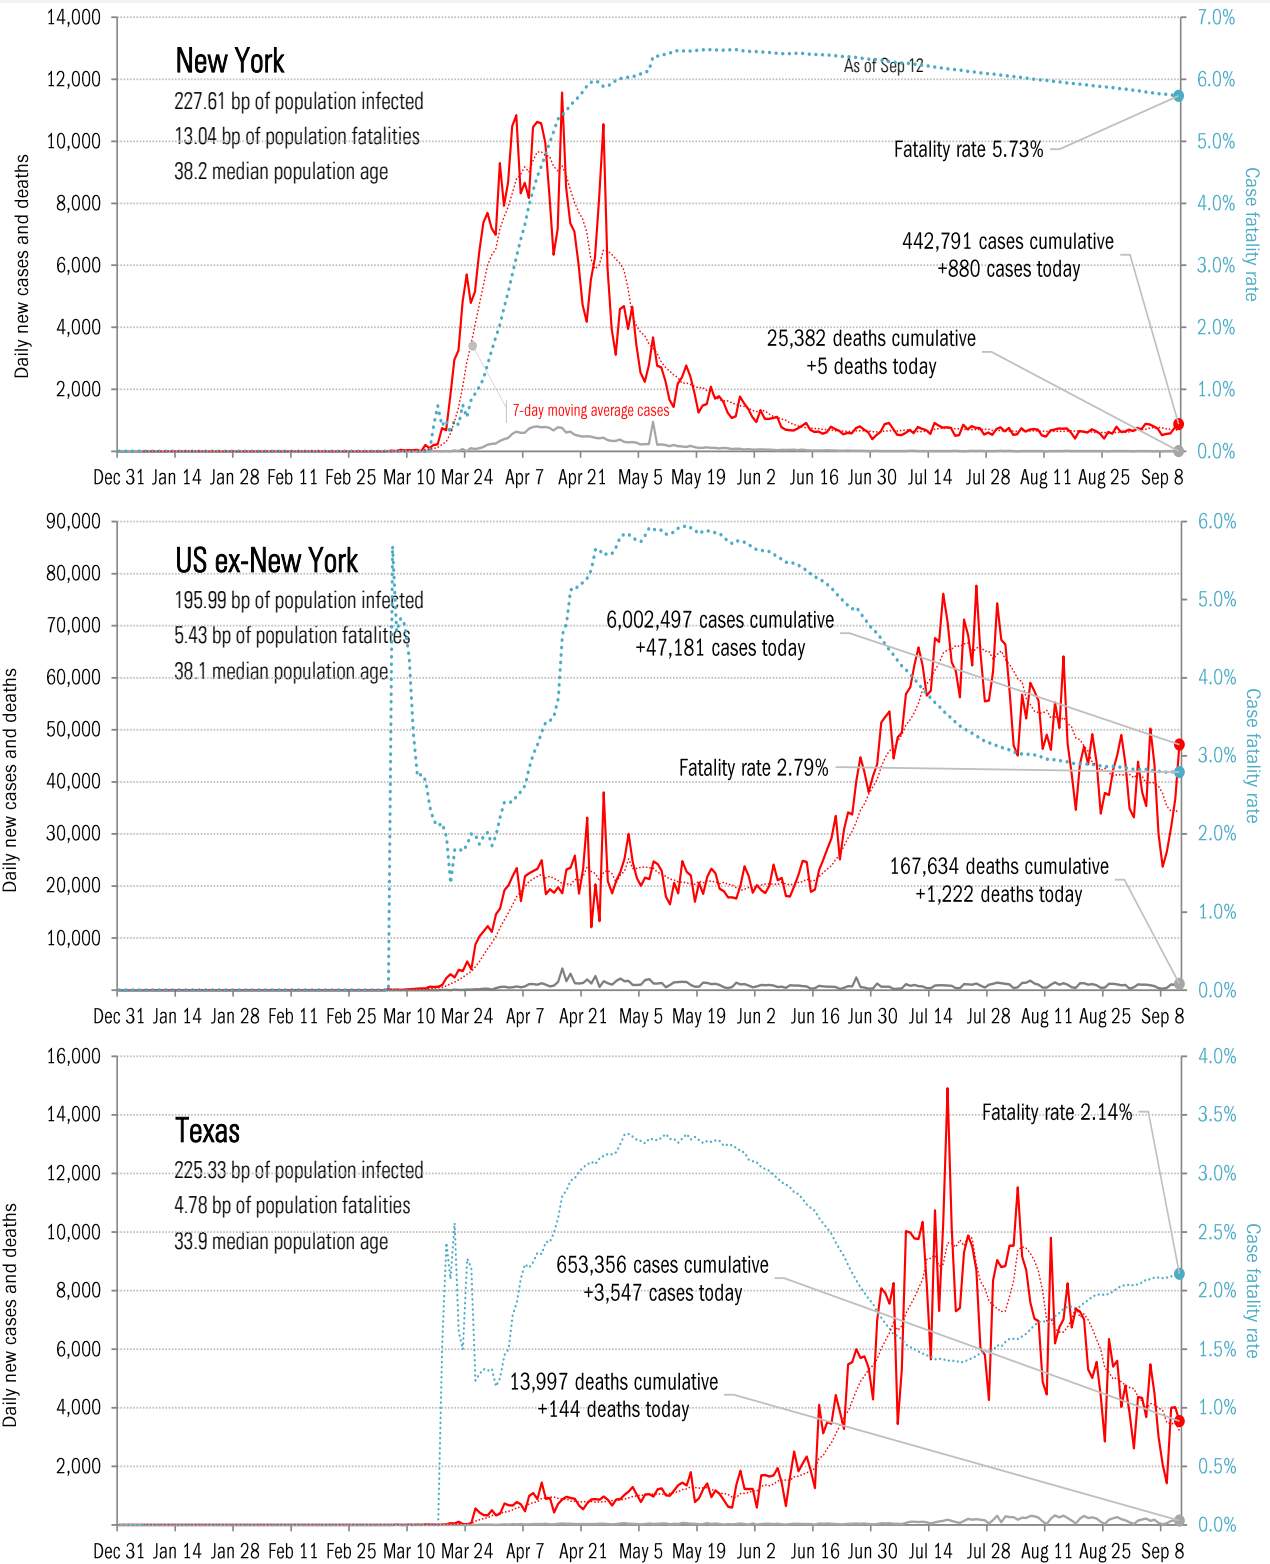 14,000
7.0%
New York
227.61 bp of population infected
13.04 bp of population fatalities
38.2 median population age
As of Sep 12
12,000
6.0%
Fatality rate 5.73%
10,000
5.0%
8,000
4.0%
442,791 cases cumulative
+880 cases today
6,000
3.0%
4,000
2.0%
25,382 deaths cumulative
+5 deaths today
2,000
1.0%
7-day moving average cases
0.0%
Daily new cases and deaths
Case fatality rate
Dec 31 Jan 14 Jan 28 Feb 11 Feb 25 Mar 10 Mar 24 Apr 7 Apr 21 May 5 May 19 Jun 2 Jun 16 Jun 30 Jul 14 Jul 28 Aug 11 Aug 25 Sep 8
90,000
6.0%
US ex-New York
195.99 bp of population infected
5.43 bp of population fatalities
38.1 median population age
80,000
5.0%
70,000
6,002,497 cases cumulative
+47,181 cases today
60,000
4.0%
50,000
3.0%
Fatality rate 2.79%
40,000
30,000
2.0%
167,634 deaths cumulative
+1,222 deaths today
20,000
1.0%
10,000
0.0%
Daily new cases and deaths
Case fatality rate
Dec 31 Jan 14 Jan 28 Feb 11 Feb 25 Mar 10 Mar 24 Apr 7 Apr 21 May 5 May 19 Jun 2 Jun 16 Jun 30 Jul 14 Jul 28 Aug 11 Aug 25 Sep 8
16,000
4.0%
Texas
225.33 bp of population infected
4.78 bp of population fatalities
33.9 median population age
Fatality rate 2.14%
14,000
3.5%
12,000
3.0%
10,000
2.5%
653,356 cases cumulative
+3,547 cases today
8,000
2.0%
6,000
1.5%
13,997 deaths cumulative
+144 deaths today
4,000
1.0%
2,000
0.5%
0.0%
Daily new cases and deaths
Case fatality rate
Dec 31 Jan 14 Jan 28 Feb 11 Feb 25 Mar 10 Mar 24 Apr 7 Apr 21 May 5 May 19 Jun 2 Jun 16 Jun 30 Jul 14 Jul 28 Aug 11 Aug 25 Sep 8